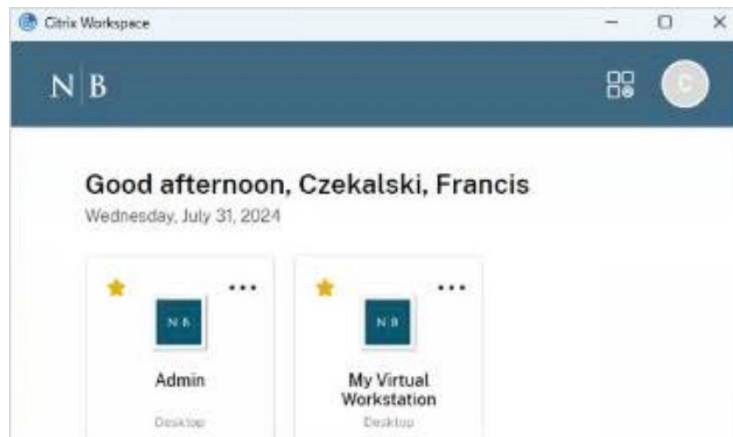 Citrix Workspace
N B
C
Good afternoon, Czekalski, Francis
Wednesday, July 31, 2024
N B
N B
Admin
My Virtual
Workstation
Desktop
Desktop